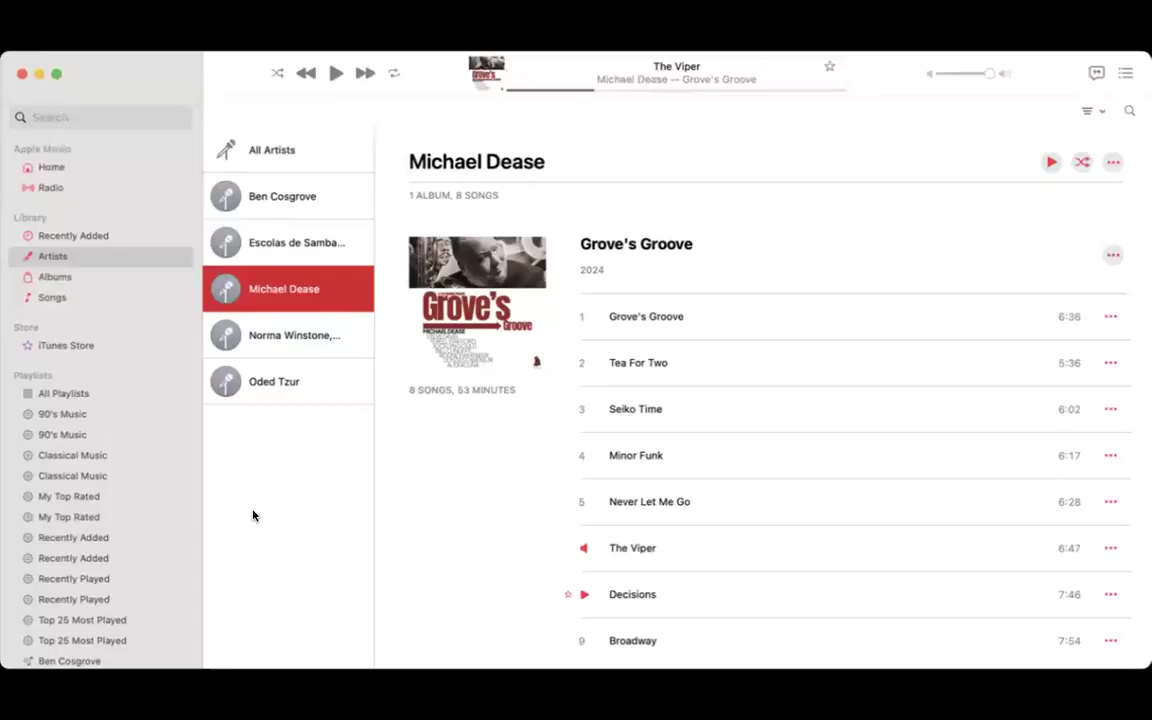 The Viper
Michael Dease — Grove's Groove
Search
Apple Music
Home
Radio
Library
Recently Added
Artists
Albums
Songs
Store
iTunes Store
Playlists
All Playlists
90's Music
90's Music
Classical Music
Classical Music
My Top Rated
My Top Rated
Recently Added
Recently Added
Recently Played
Recently Played
Top 25 Most Played
Top 25 Most Played
Ben Cosgrove
All Artists
Ben Cosgrove
Escolas de Samba...
Michael Dease
Norma Winstone,...
Oded Tzur
Michael Dease
1 ALBUM, 8 SONGS
Grove's
Groove
MICHAEL DEASE
8 SONGS, 53 MINUTES
Grove's Groove
2024
1 Grove's Groove 6:36
2 Tea For Two 5:36
3 Seiko Time 6:02
4 Minor Funk 6:17
5 Never Let Me Go 6:28
The Viper 6:47
Decisions 7:46
9 Broadway 7:54